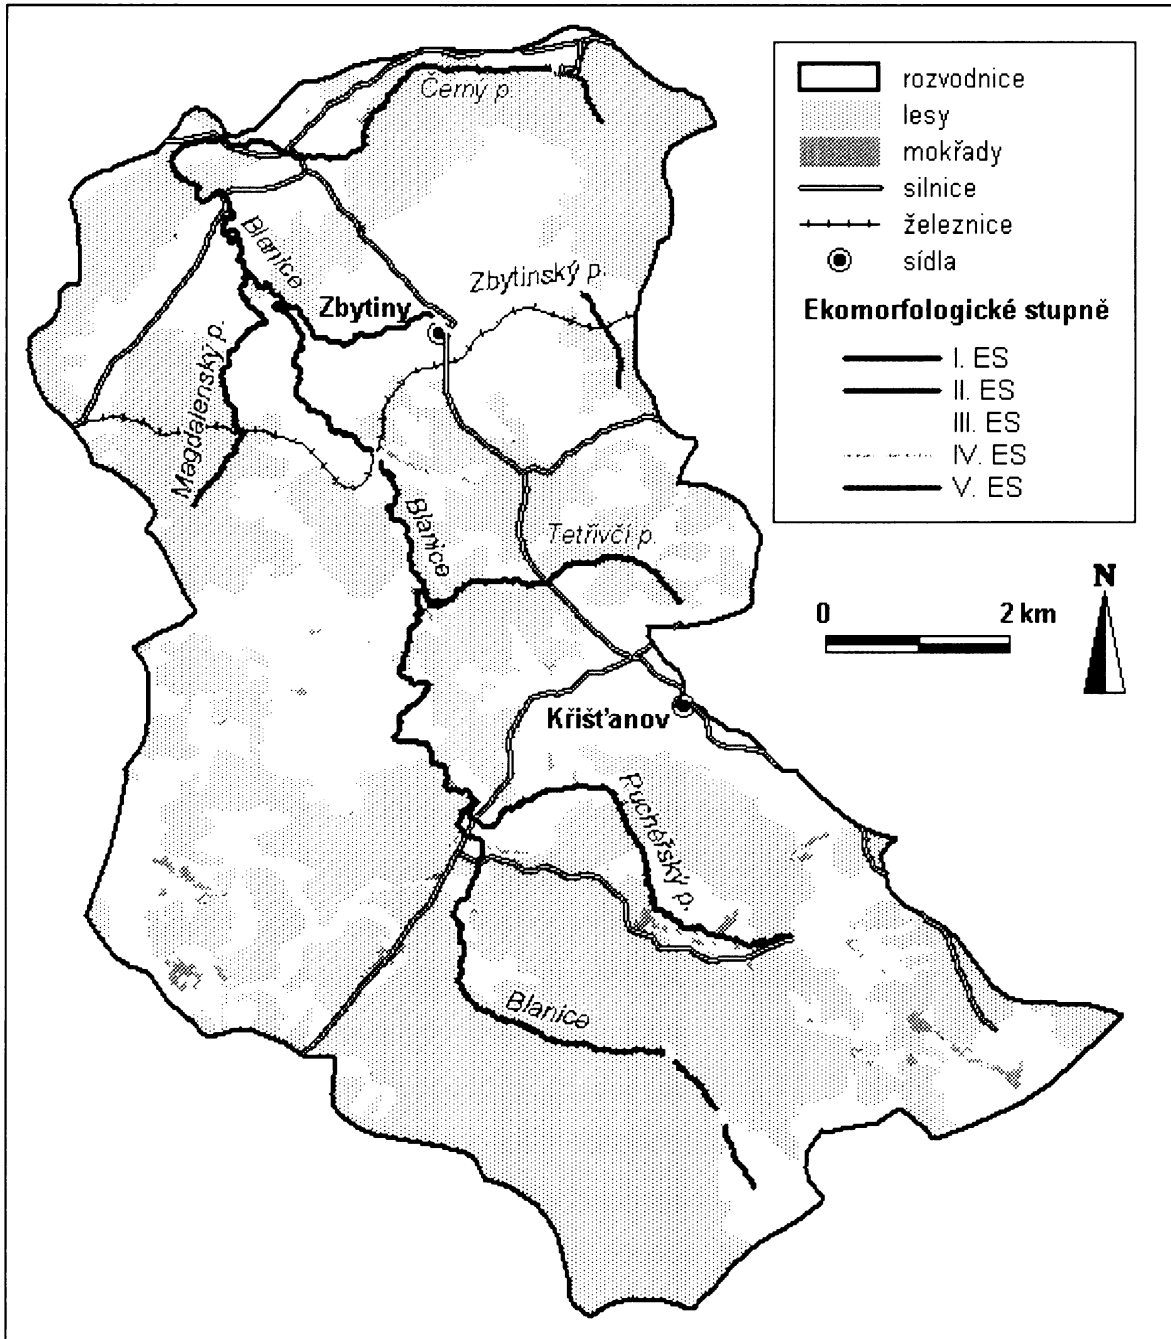 Černý p.
rozvodnice
lesy
mokřady
silnice
železnice
sídla
Ekomorfologické stupně
I. ES
II. ES
III. ES
IV. ES
V. ES
Blanice
Zbytinský p.
Zbytiny
Magdalenský p.
Blanice
Tetřívčí p.
0 2 km
N
Křišťanov
Puchéřský p.
Blanice